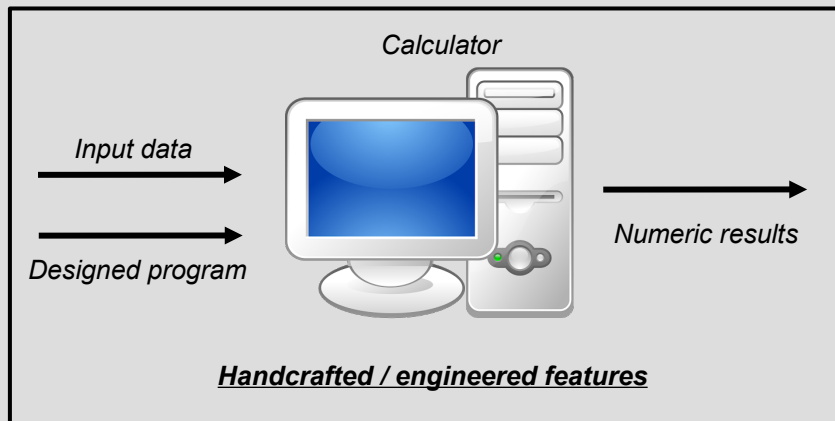 Calculator
Input data
Designed program
Numeric results
Handcrafted / engineered features